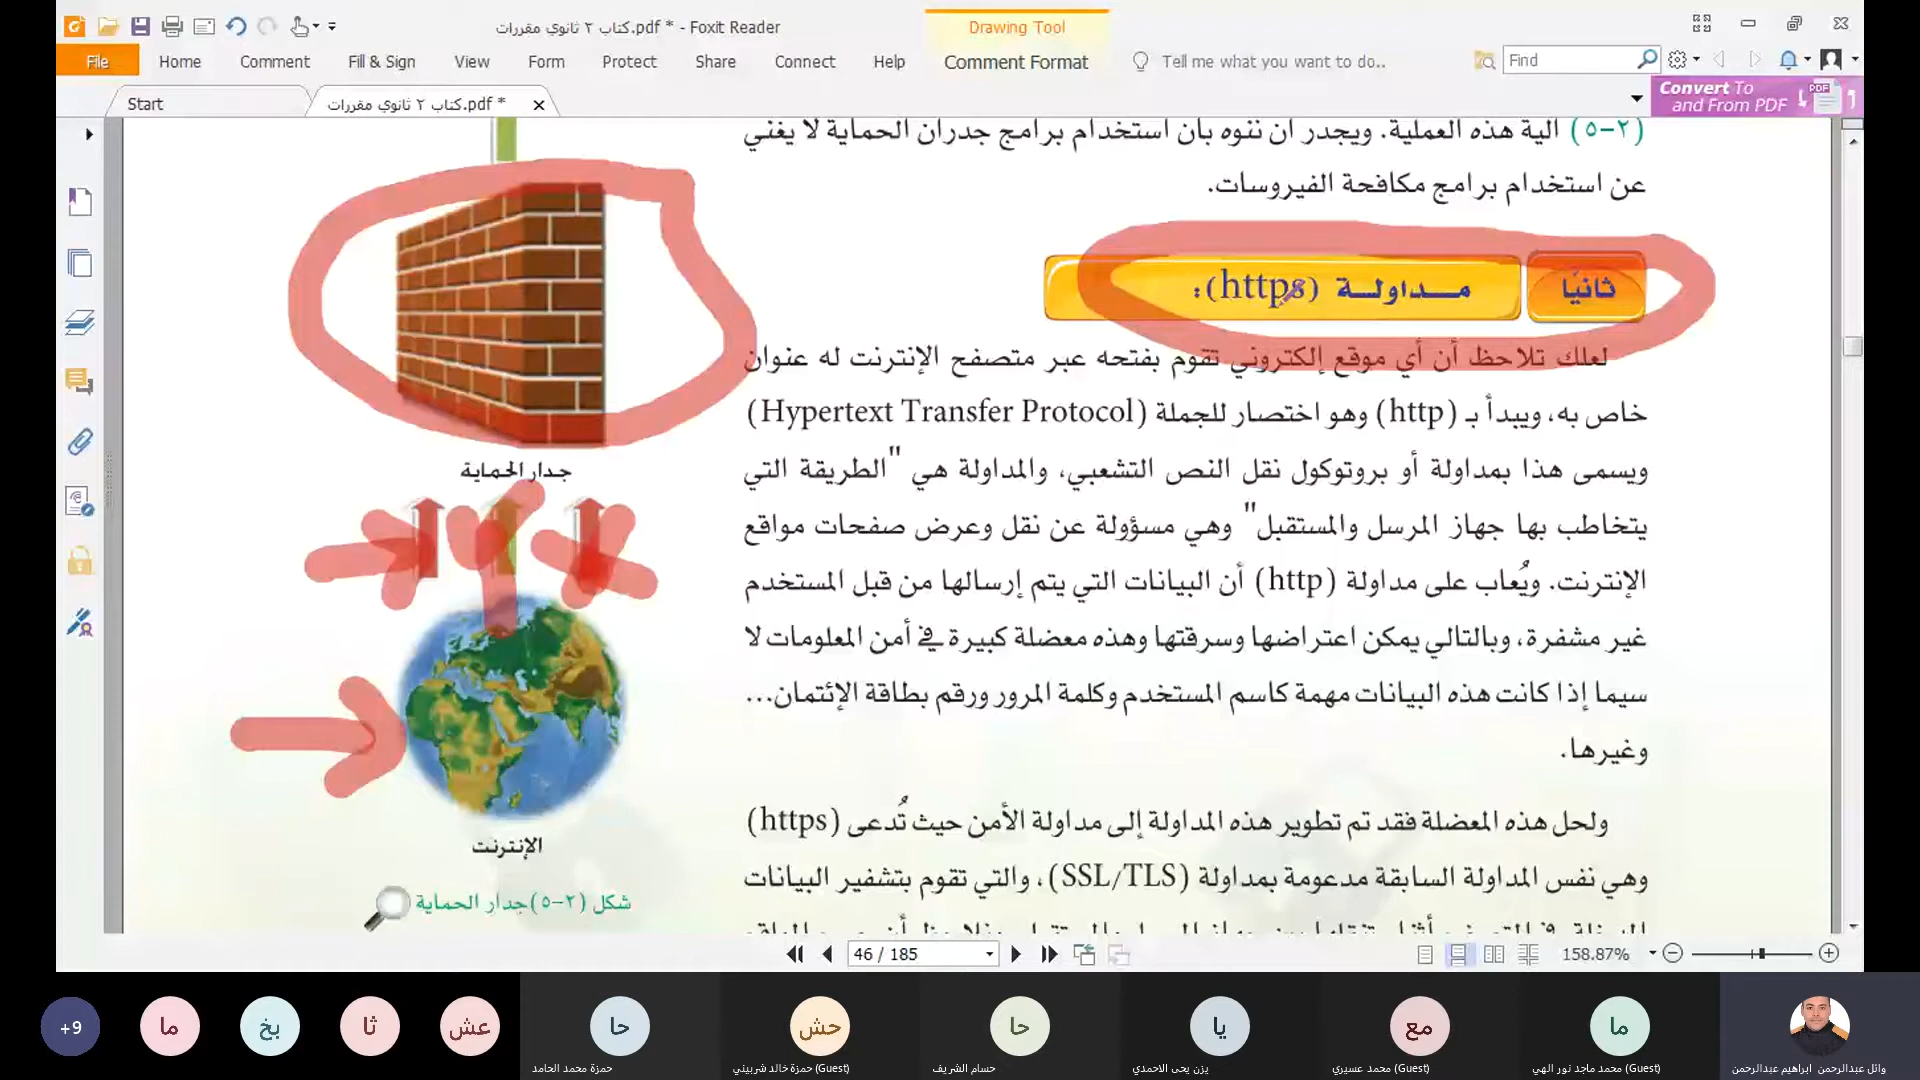 كتاب ٢ ثانوي مقررات.pdf * - Foxit Reader
Drawing Tool
File
Home
Comment
Fill & Sign
View
Form
Protect
Share
Connect
Help
Comment Format
Tell me what you want to do..
Find
Start
كتاب ٢ ثانوي مقررات.pdf *
Convert To
and From PDF
PDF
(٢-٥) آلية هذه العملية. ويجدر أن ننوه بأن استخدام برامج جدران الحماية لا يغني
عن استخدام برامج مكافحة الفيروسات.
ثانيًا
مـداولـة (https):
لعلك تلاحظ أن أي موقع إلكتروني تقوم بفتحه عبر متصفح الإنترنت له عنوان
خاص به، ويبدأ بـ (http) وهو اختصار للجملة (Hypertext Transfer Protocol)
ويسمى هذا بمداولة أو بروتوكول نقل النص التشعبي، والمداولة هي "الطريقة التي
يتخاطب بها جهاز المرسل والمستقبل" وهي مسؤولة عن نقل وعرض صفحات مواقع
الإنترنت. ويُعاب على مداولة (http) أن البيانات التي يتم إرسالها من قبل المستخدم
غير مشفرة، وبالتالي يمكن اعتراضها وسرقتها وهذه معضلة كبيرة في أمن المعلومات لا
سيما إذا كانت هذه البيانات مهمة كاسم المستخدم وكلمة المرور ورقم بطاقة الإئتمان...
وغيرها.
ولحل هذه المعضلة فقد تم تطوير هذه المداولة إلى مداولة الأمن حيث تُدعى (https)
وهي نفس المداولة السابقة مدعومة بمداولة (SSL/TLS)، والتي تقوم بتشفير البيانات
جدار الحماية
الإنترنت
شكل (٢-٥) جدار الحماية
46 / 185
158.87%
+9
ما
بخ
ثا
عش
حا
حش
حا
يا
مع
ما
حمزة محمد الحامد
حمزة خالد شربيني (Guest)
حسام الشريف
يزن يحى الاحمدي
محمد عسيري (Guest)
محمد ماجد نور الهي (Guest)
وائل عبدالرحمن ابراهيم عبدالرحمن